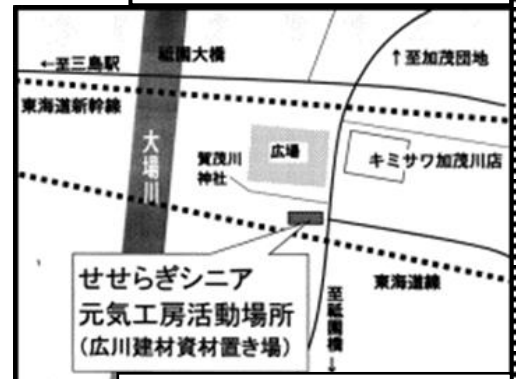 ←至三島駅
祇園大橋
↑至加茂団地
東海道新幹線
大場川
賀茂川
神社
広場
キミサワ加茂川店
東海道線
せせらぎシニア
元気工房活動場所
(広川建材資材置き場)
至祇園橋→